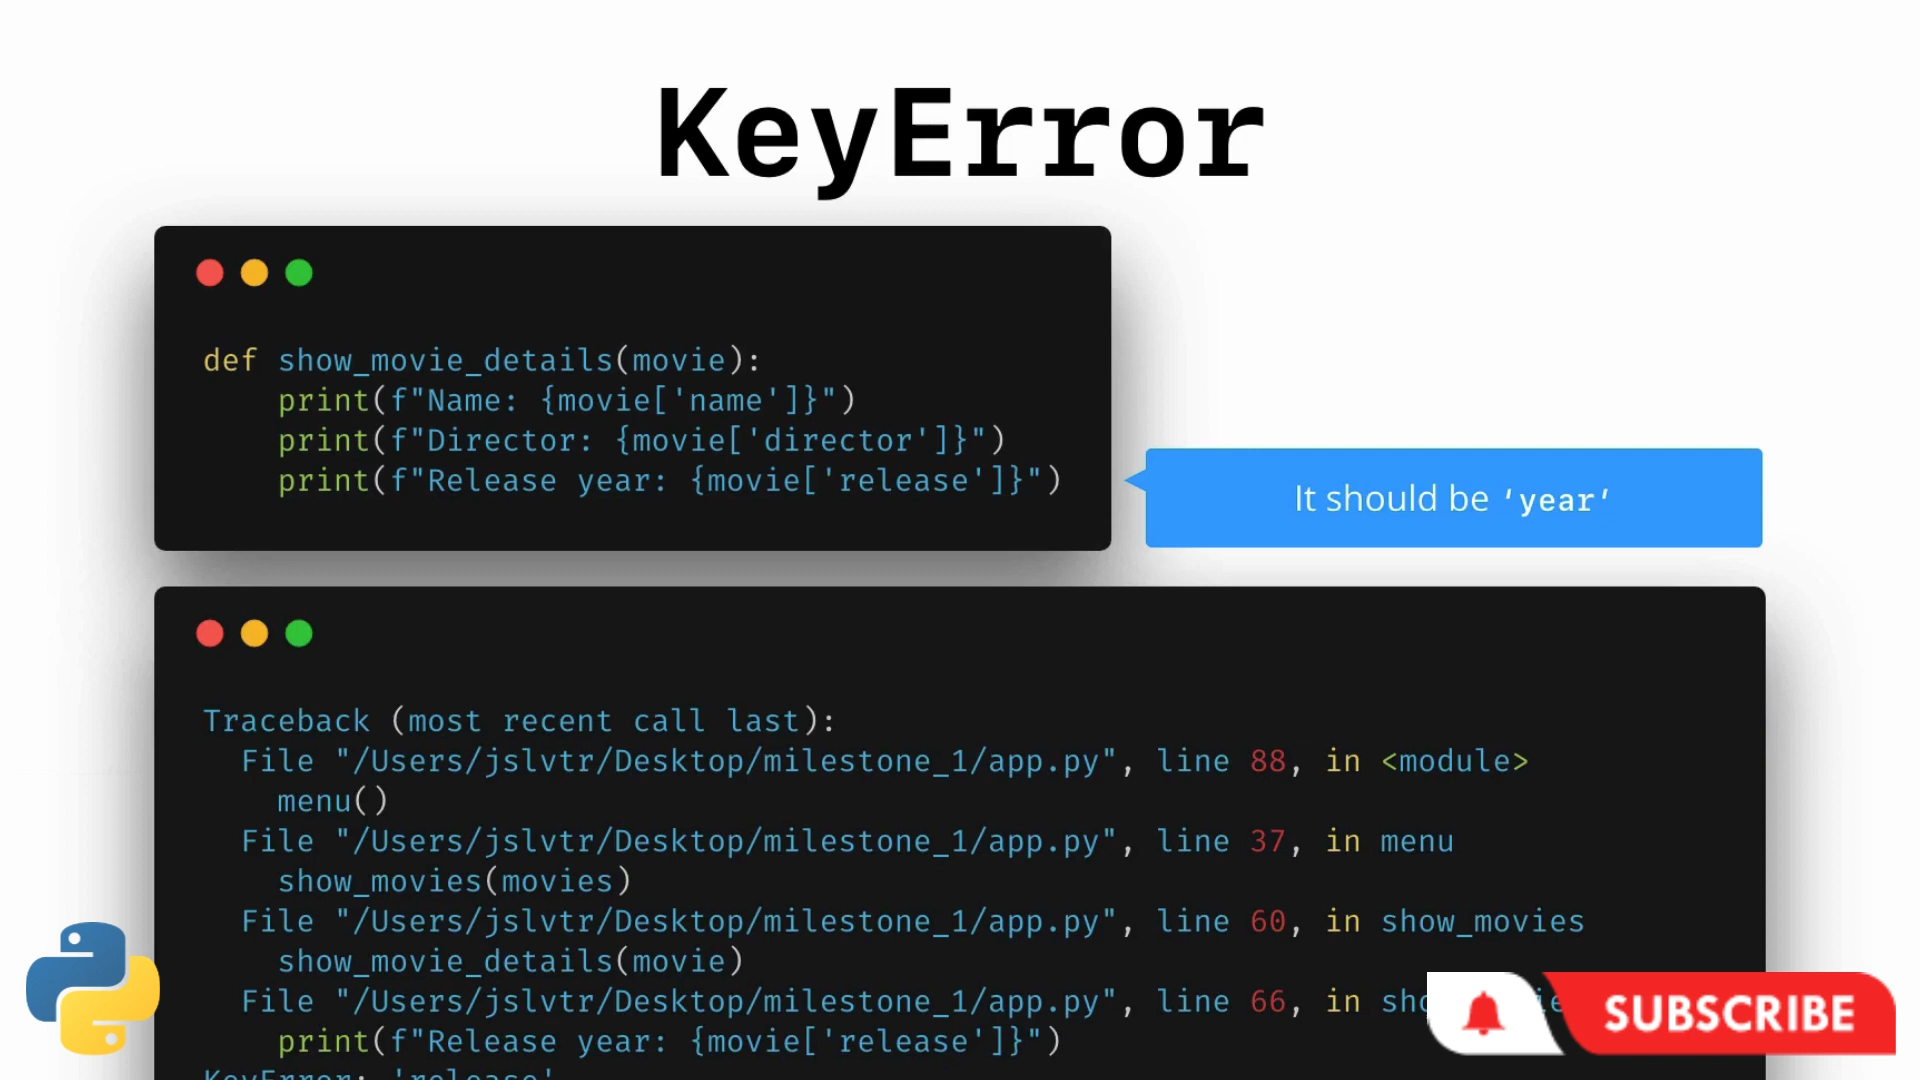 KeyError
def show_movie_details(movie):
    print(f"Name: {movie['name']}")
    print(f"Director: {movie['director']}")
    print(f"Release year: {movie['release']}")
It should be 'year'
Traceback (most recent call last):
  File "/Users/jslvtr/Desktop/milestone_1/app.py", line 88, in <module>
    menu()
  File "/Users/jslvtr/Desktop/milestone_1/app.py", line 37, in menu
    show_movies(movies)
  File "/Users/jslvtr/Desktop/milestone_1/app.py", line 60, in show_movies
    show_movie_details(movie)
  File "/Users/jslvtr/Desktop/milestone_1/app.py", line 66, in
    print(f"Release year: {movie['release']}")
KeyError: 'release'
SUBSCRIBE